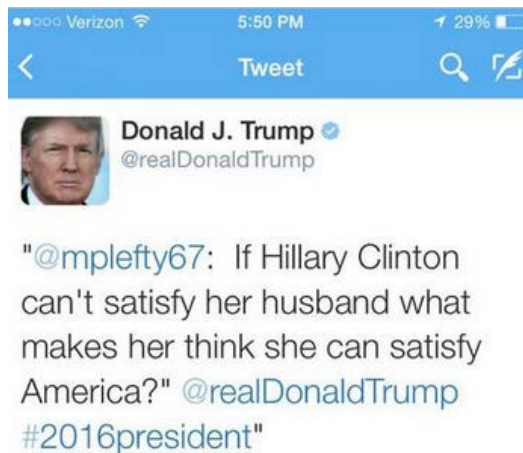 Verizon 5:50 PM 29%
Tweet
Donald J. Trump
@realDonaldTrump
"@mplefty67: If Hillary Clinton
can't satisfy her husband what
makes her think she can satisfy
America?" @realDonaldTrump
#2016president"